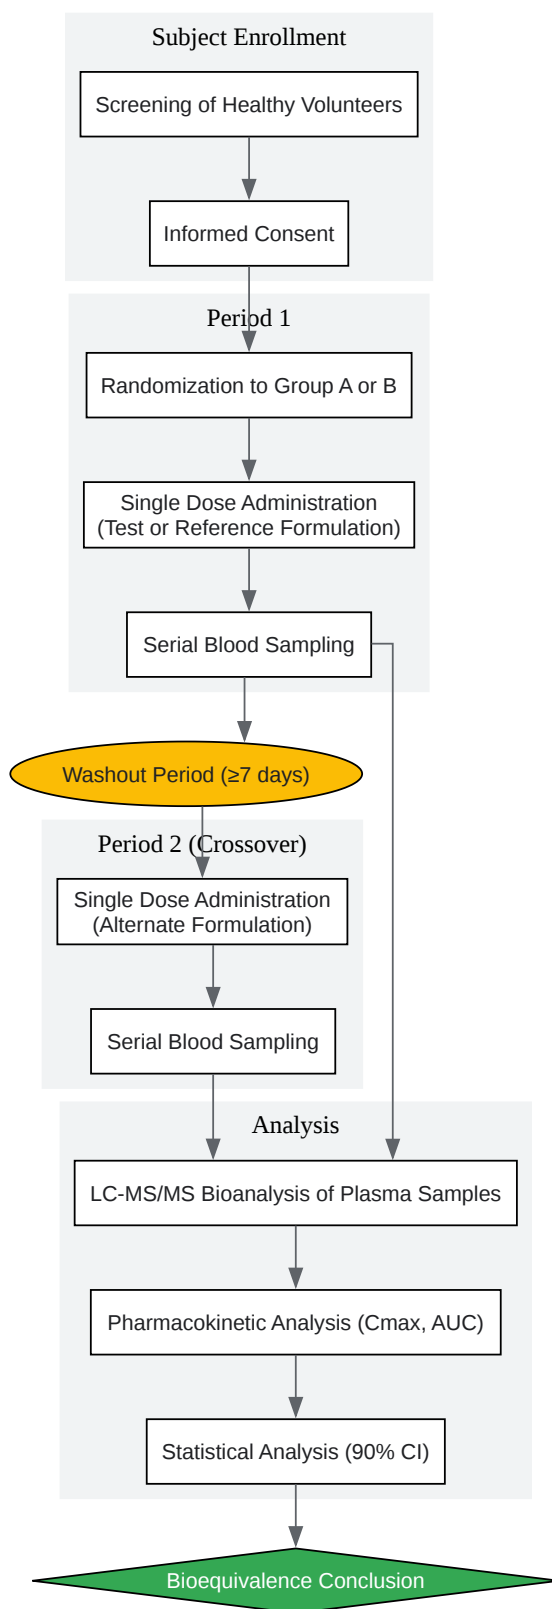 Subject Enrollment
Screening of Healthy Volunteers
Informed Consent
Period 1
Randomization to Group A or B
Single Dose Administration
(Test or Reference Formulation)
Serial Blood Sampling
Washout Period (≥7 days)
Period 2 (Crossover)
Single Dose Administration
(Alternate Formulation)
Serial Blood Sampling
Analysis
LC-MS/MS Bioanalysis of Plasma Samples
Pharmacokinetic Analysis (Cmax, AUC)
Statistical Analysis (90% CI)
Bioequivalence Conclusion